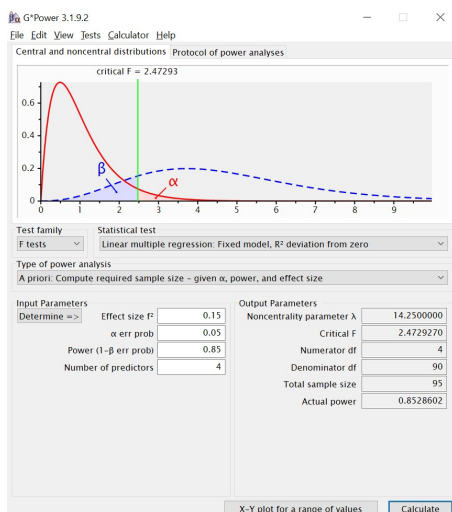 G*Power 3.1.9.2
File Edit View Tests Calculator Help
Central and noncentral distributions Protocol of power analyses
critical F = 2.47293
0.6
0.4
0.2
0
β
α
0 1 2 3 4 5 6 7 8 9
Test family Statistical test
F tests Linear multiple regression: Fixed model, R² deviation from zero
Type of power analysis
A priori: Compute required sample size – given α, power, and effect size
Input Parameters Output Parameters
Determine => Effect size f² 0.15 Noncentrality parameter λ 14.2500000
α err prob 0.05 Critical F 2.4729270
Power (1-β err prob) 0.85 Numerator df 4
Number of predictors 4 Denominator df 90
Total sample size 95
Actual power 0.8528602
X-Y plot for a range of values Calculate